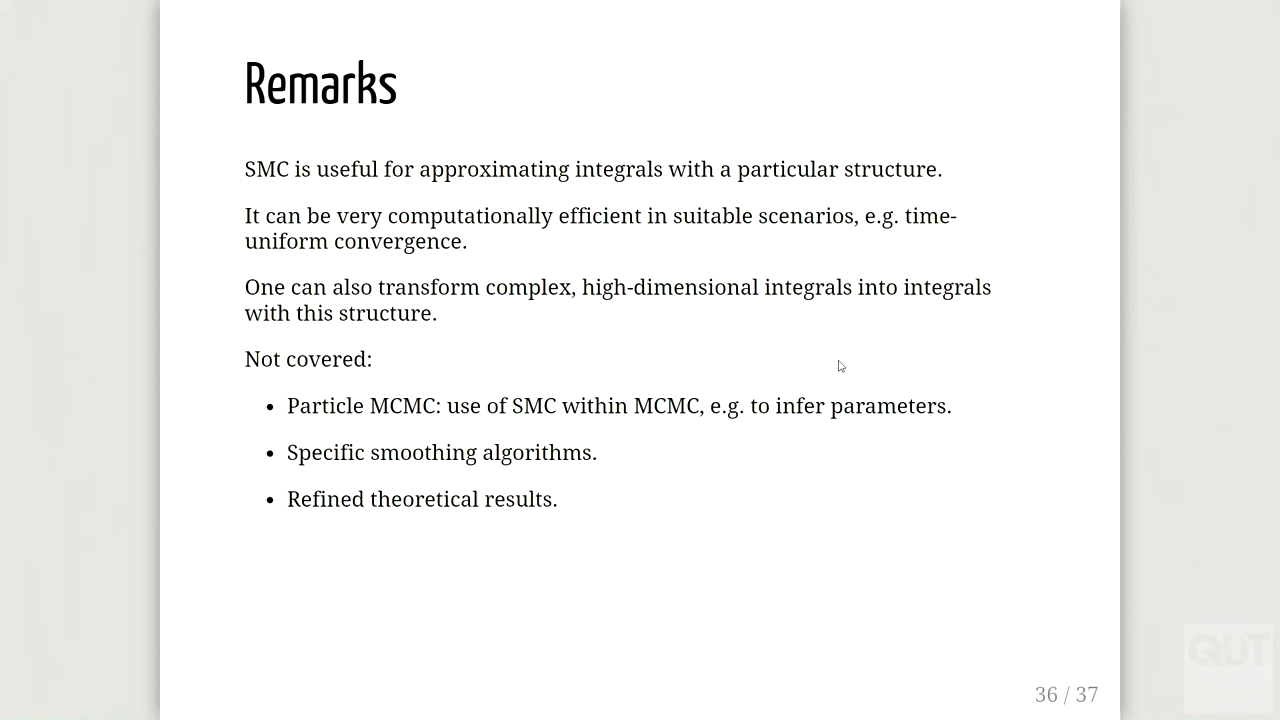 Remarks
SMC is useful for approximating integrals with a particular structure.
It can be very computationally efficient in suitable scenarios, e.g. time-
uniform convergence.
One can also transform complex, high-dimensional integrals into integrals
with this structure.
Not covered:
• Particle MCMC: use of SMC within MCMC, e.g. to infer parameters.
• Specific smoothing algorithms.
• Refined theoretical results.
QUT
36 / 37